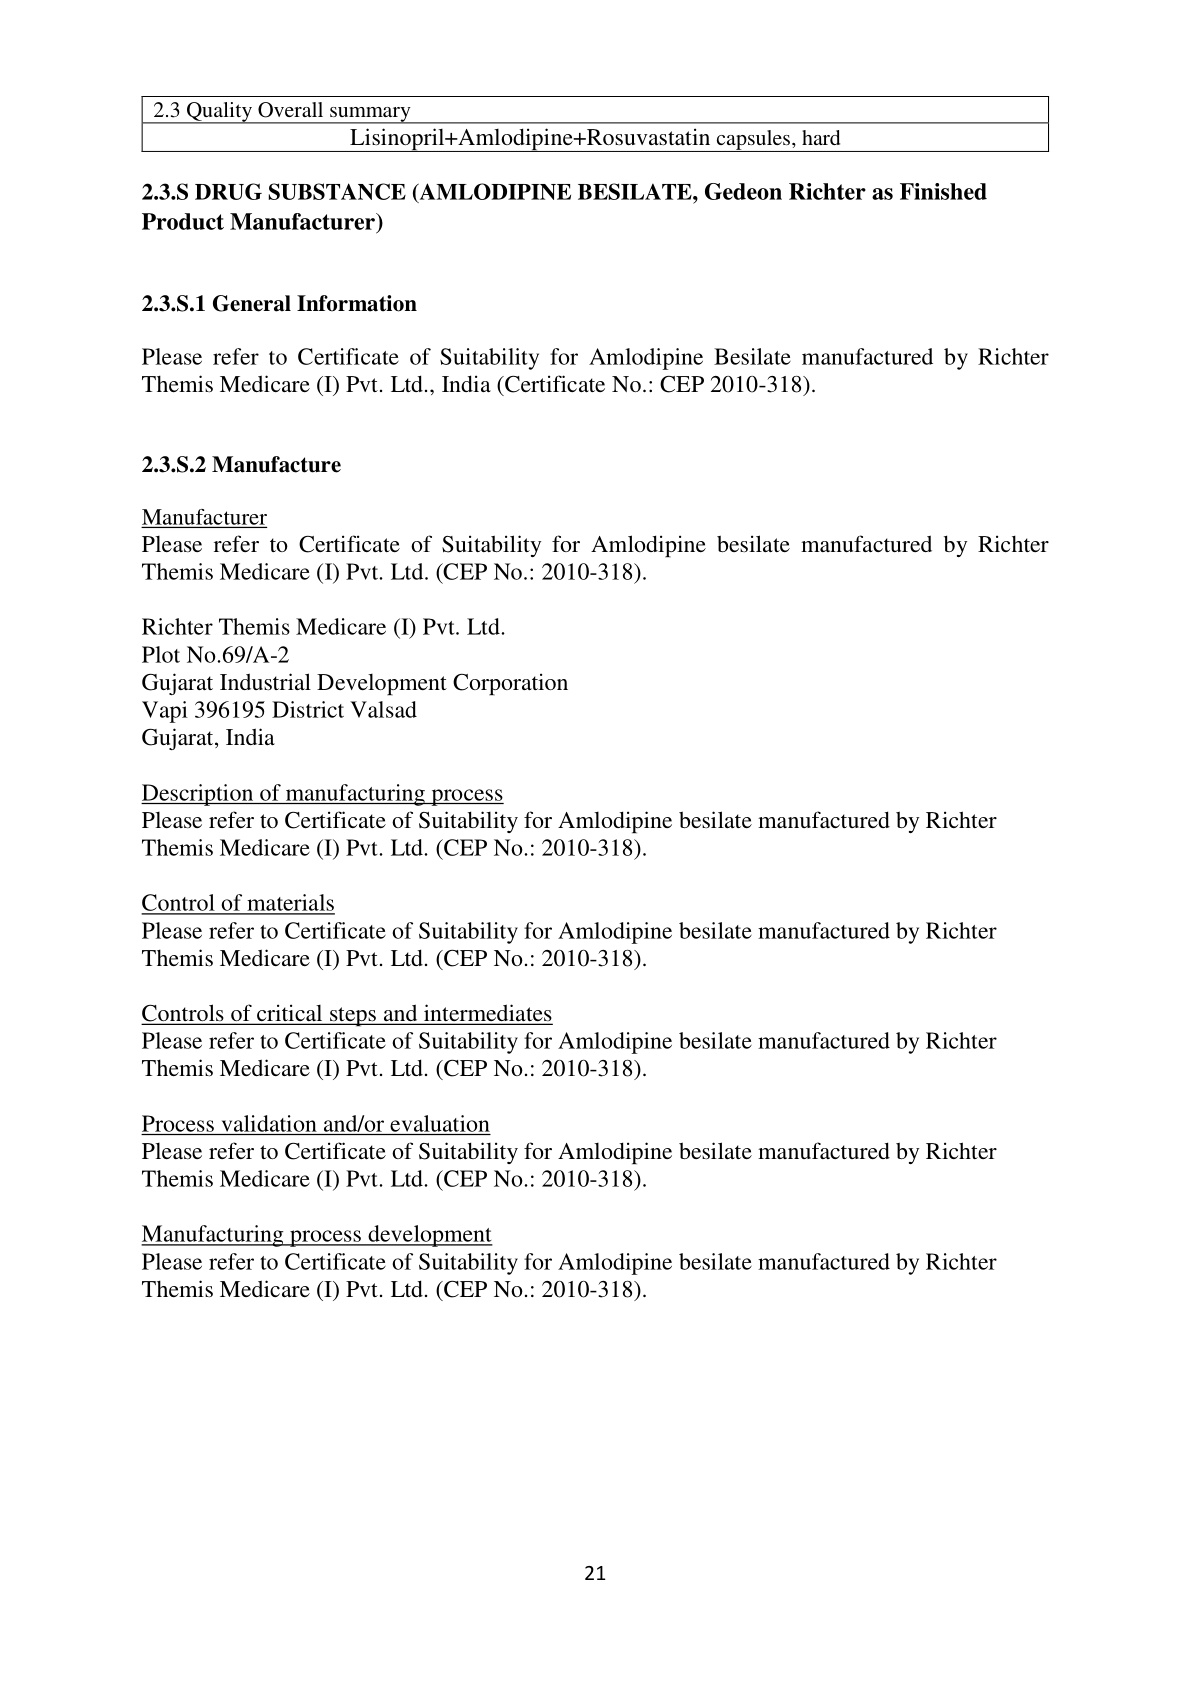 2.3 Quality Overall summary
Lisinopril+Amlodipine+Rosuvastatin capsules, hard
2.3.S DRUG SUBSTANCE (AMLODIPINE BESILATE, Gedeon Richter as Finished
Product Manufacturer)
2.3.S.1 General Information
Please refer to Certificate of Suitability for Amlodipine Besilate manufactured by Richter
Themis Medicare (I) Pvt. Ltd., India (Certificate No.: CEP 2010-318).
2.3.S.2 Manufacture
Manufacturer
Please refer to Certificate of Suitability for Amlodipine besilate manufactured by Richter
Themis Medicare (I) Pvt. Ltd. (CEP No.: 2010-318).
Richter Themis Medicare (I) Pvt. Ltd.
Plot No.69/A-2
Gujarat Industrial Development Corporation
Vapi 396195 District Valsad
Gujarat, India
Description of manufacturing process
Please refer to Certificate of Suitability for Amlodipine besilate manufactured by Richter
Themis Medicare (I) Pvt. Ltd. (CEP No.: 2010-318).
Control of materials
Please refer to Certificate of Suitability for Amlodipine besilate manufactured by Richter
Themis Medicare (I) Pvt. Ltd. (CEP No.: 2010-318).
Controls of critical steps and intermediates
Please refer to Certificate of Suitability for Amlodipine besilate manufactured by Richter
Themis Medicare (I) Pvt. Ltd. (CEP No.: 2010-318).
Process validation and/or evaluation
Please refer to Certificate of Suitability for Amlodipine besilate manufactured by Richter
Themis Medicare (I) Pvt. Ltd. (CEP No.: 2010-318).
Manufacturing process development
Please refer to Certificate of Suitability for Amlodipine besilate manufactured by Richter
Themis Medicare (I) Pvt. Ltd. (CEP No.: 2010-318).
21